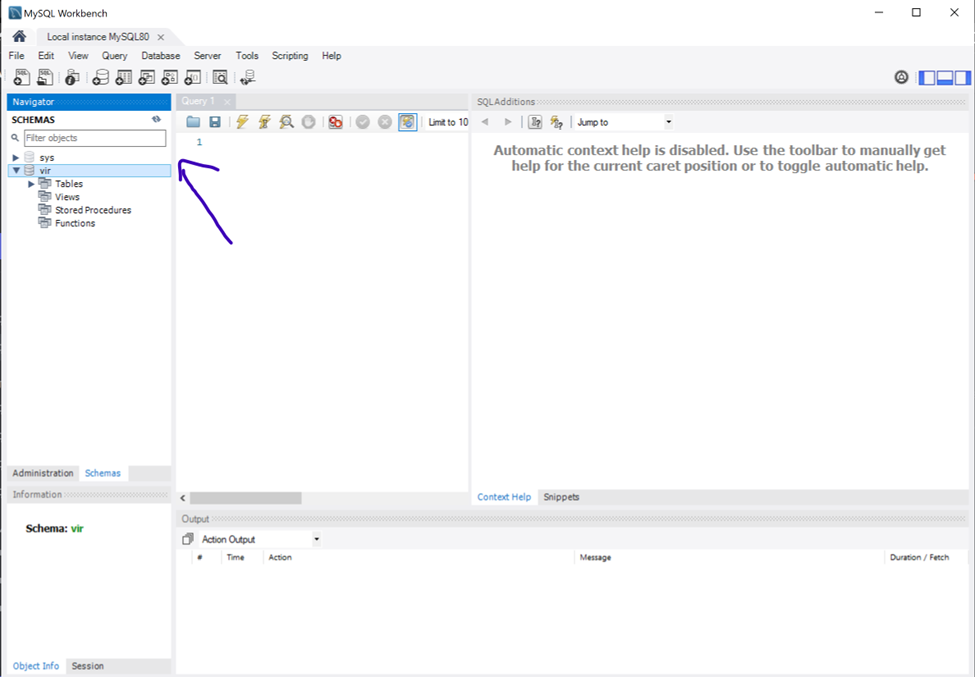 MySQL Workbench
Local instance MySQL80
File Edit View Query Database Server Tools Scripting Help
Navigator
SCHEMAS
Filter objects
sys
vir
Tables
Views
Stored Procedures
Functions
Administration Schemas
Information
Schema: vir
Object Info Session
Query 1
Limit to 10
1
SQLAdditions
Jump to
Automatic context help is disabled. Use the toolbar to manually get
help for the current caret position or to toggle automatic help.
Context Help Snippets
Output
Action Output
# Time Action Message Duration / Fetch